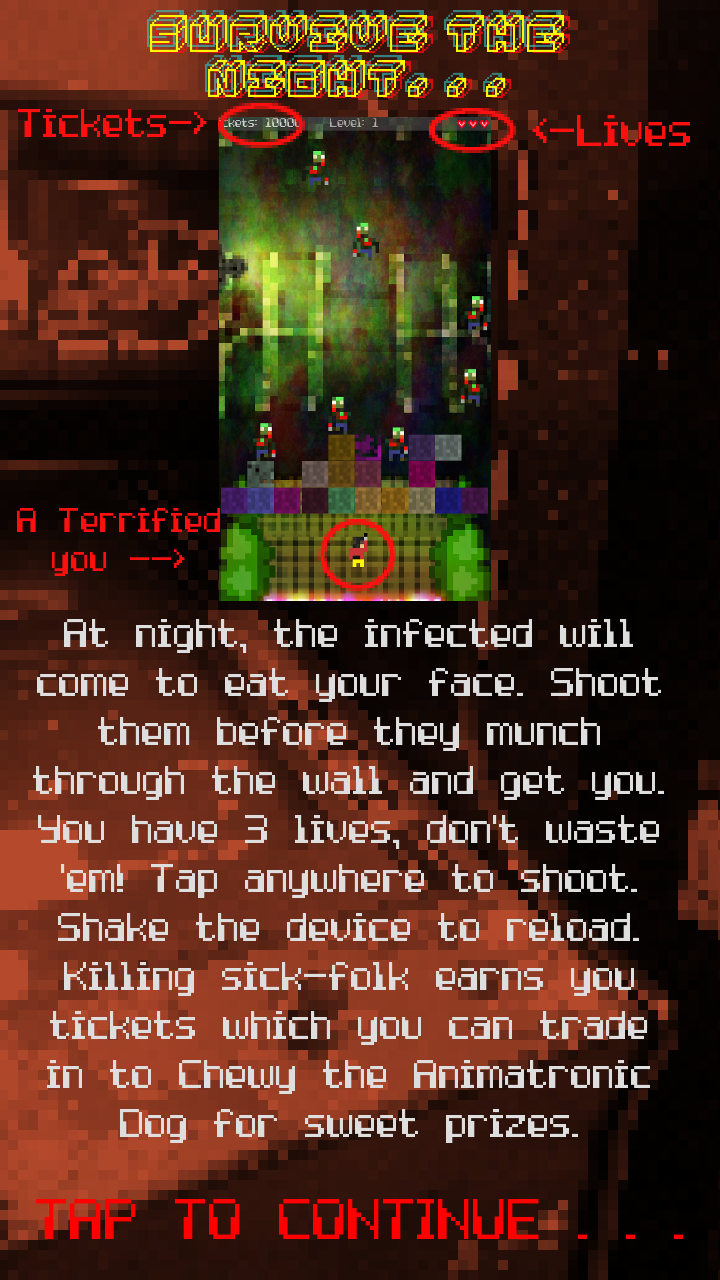 SURVIVE THE
NIGHT...
Tickets->
ckets: 10000 Level: 1
<-Lives
A Terrified
you -->
At night, the infected will
come to eat your face. Shoot
them before they munch
through the wall and get you.
You have 3 lives, don't waste
'em! Tap anywhere to shoot.
Shake the device to reload.
Killing sick-folk earns you
tickets which you can trade
in to Chewy the Animatronic
Dog for sweet prizes.
TAP TO CONTINUE . . .